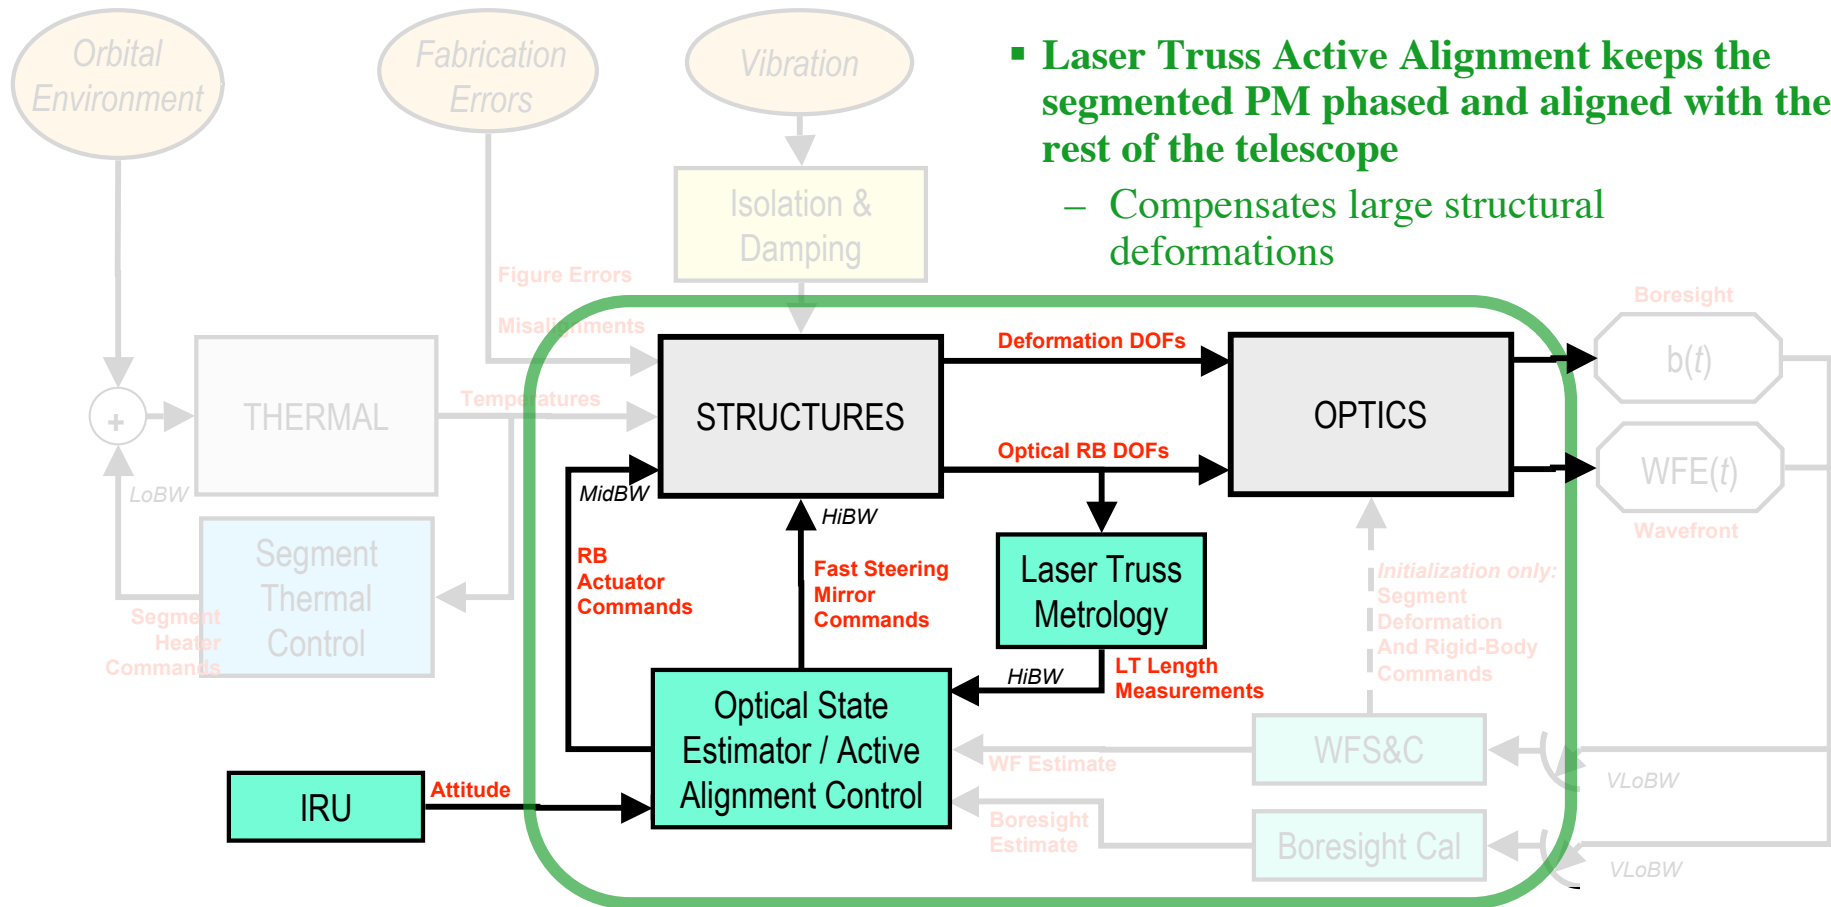 Orbital
Environment
Fabrication
Errors
Vibration
▪ Laser Truss Active Alignment keeps the
segmented PM phased and aligned with the
rest of the telescope
– Compensates large structural
deformations
Isolation &
Damping
Figure Errors
Misalignments
Boresight
b(t)
Deformation DOFs
THERMAL
Temperatures
STRUCTURES
OPTICS
+
Optical RB DOFs
WFE(t)
Wavefront
LoBW
MidBW
HiBW
Segment
Thermal
Control
Segment
Heater
Commands
RB
Actuator
Commands
Fast Steering
Mirror
Commands
Laser Truss
Metrology
Initialization only:
Segment
Deformation
And Rigid-Body
Commands
HiBW
LT Length
Measurements
Optical State
Estimator / Active
Alignment Control
WF Estimate
WFS&C
VLoBW
IRU
Attitude
Boresight
Estimate
Boresight Cal
VLoBW